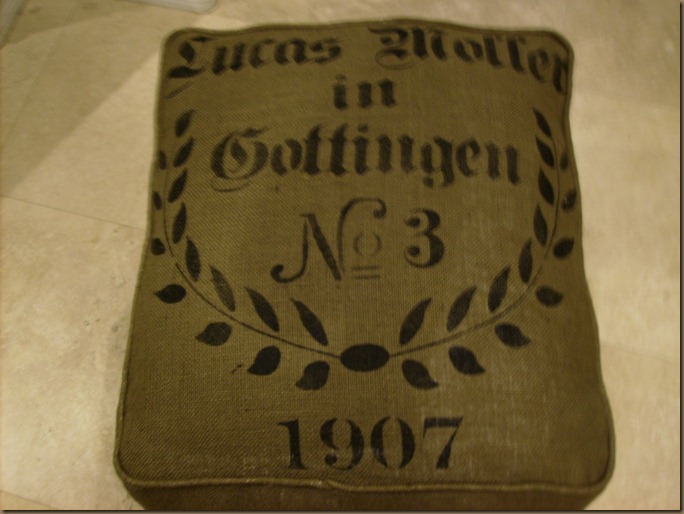 Lucas Moller
in
Gottingen
No 3
1907